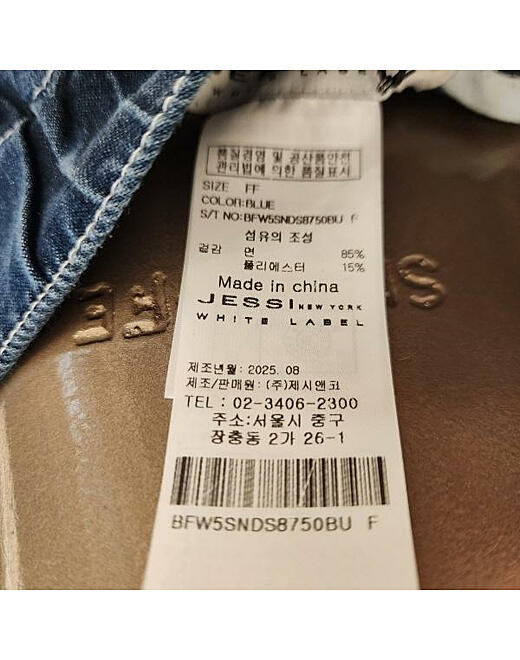 LABEL
WHITE LABEL
품질경영 및 공산품안전
관리법에 의한 품질표시
SIZE FF
COLOR:BLUE
S/T NO:BFW5SNDS8750BU F
섬유의 조성
겉감 면 85%
폴리에스터 15%
Made in china
JESSI NEW YORK
WHITE LABEL
제조년월: 2025. 08
제조/판매원: (주)제시앤코
TEL : 02-3406-2300
주소:서울시 중구
장충동 2가 26-1
BFW5SNDS8750BU F